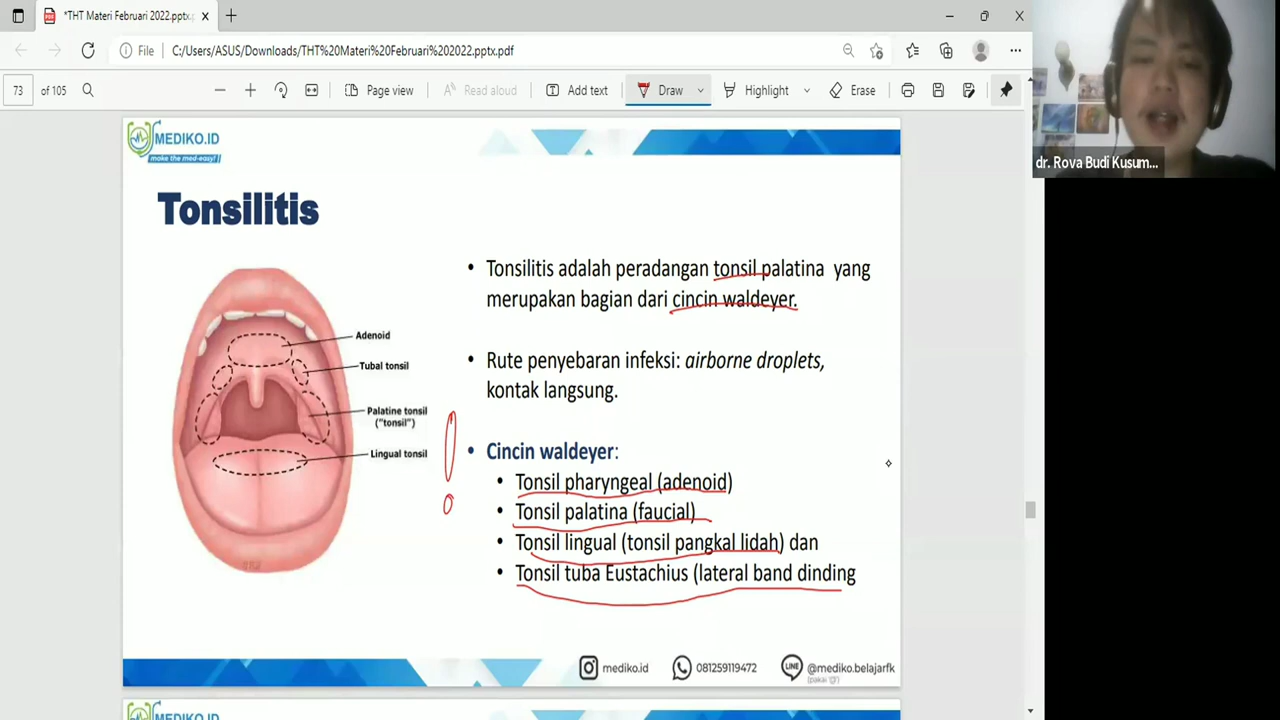 *THT Materi Februari 2022.pptx.p
File
C:/Users/ASUS/Downloads/THT%20Materi%20Februari%202022.pptx.pdf
73 of 105
Page view
Read aloud
Add text
Draw
Highlight
Erase
dr. Rova Budi Kusum...
MEDIKO.ID
make the med-easy!
Tonsilitis
Adenoid
Tubal tonsil
Palatine tonsil
("tonsil")
Lingual tonsil
• Tonsilitis adalah peradangan tonsil palatina yang
merupakan bagian dari cincin waldeyer.
• Rute penyebaran infeksi: airborne droplets,
kontak langsung.
• Cincin waldeyer:
• Tonsil pharyngeal (adenoid)
• Tonsil palatina (faucial)
• Tonsil lingual (tonsil pangkal lidah) dan
• Tonsil tuba Eustachius (lateral band dinding
mediko.id
081259119472
LINE
@mediko.belajarfk
(pakai '@')
MEDIKO.ID